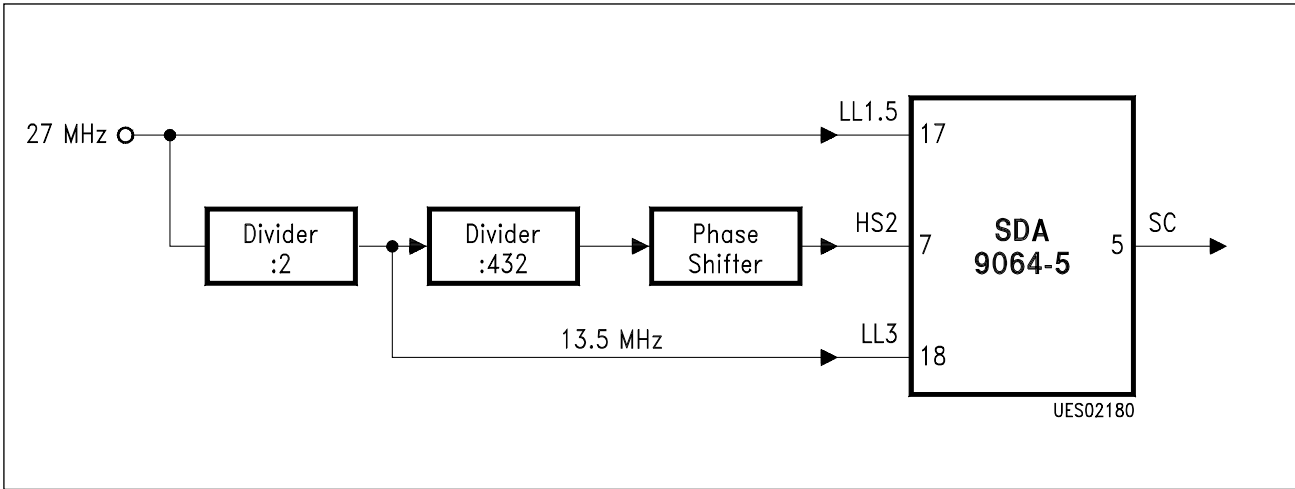 LL1.5
27 MHz
17
Divider
:2
Divider
:432
Phase
Shifter
HS2
7
SDA
9064-5
5
SC
13.5 MHz
LL3
18
UES02180